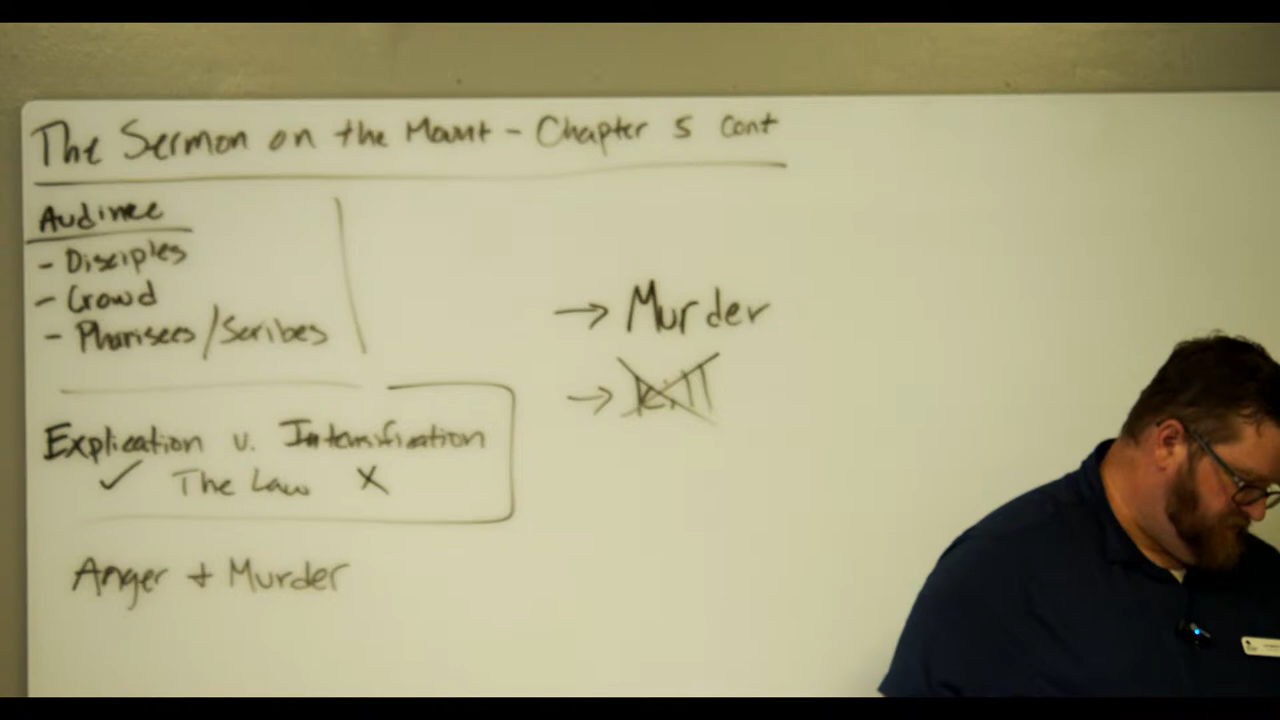 The Sermon on the Mount - Chapter 5 cont
Audince
- Disciples
- Crowd
- Pharisees/Scribes
→ Murder
→ Kill
Explication v. Intensification
✓ The Law X
Anger + Murder